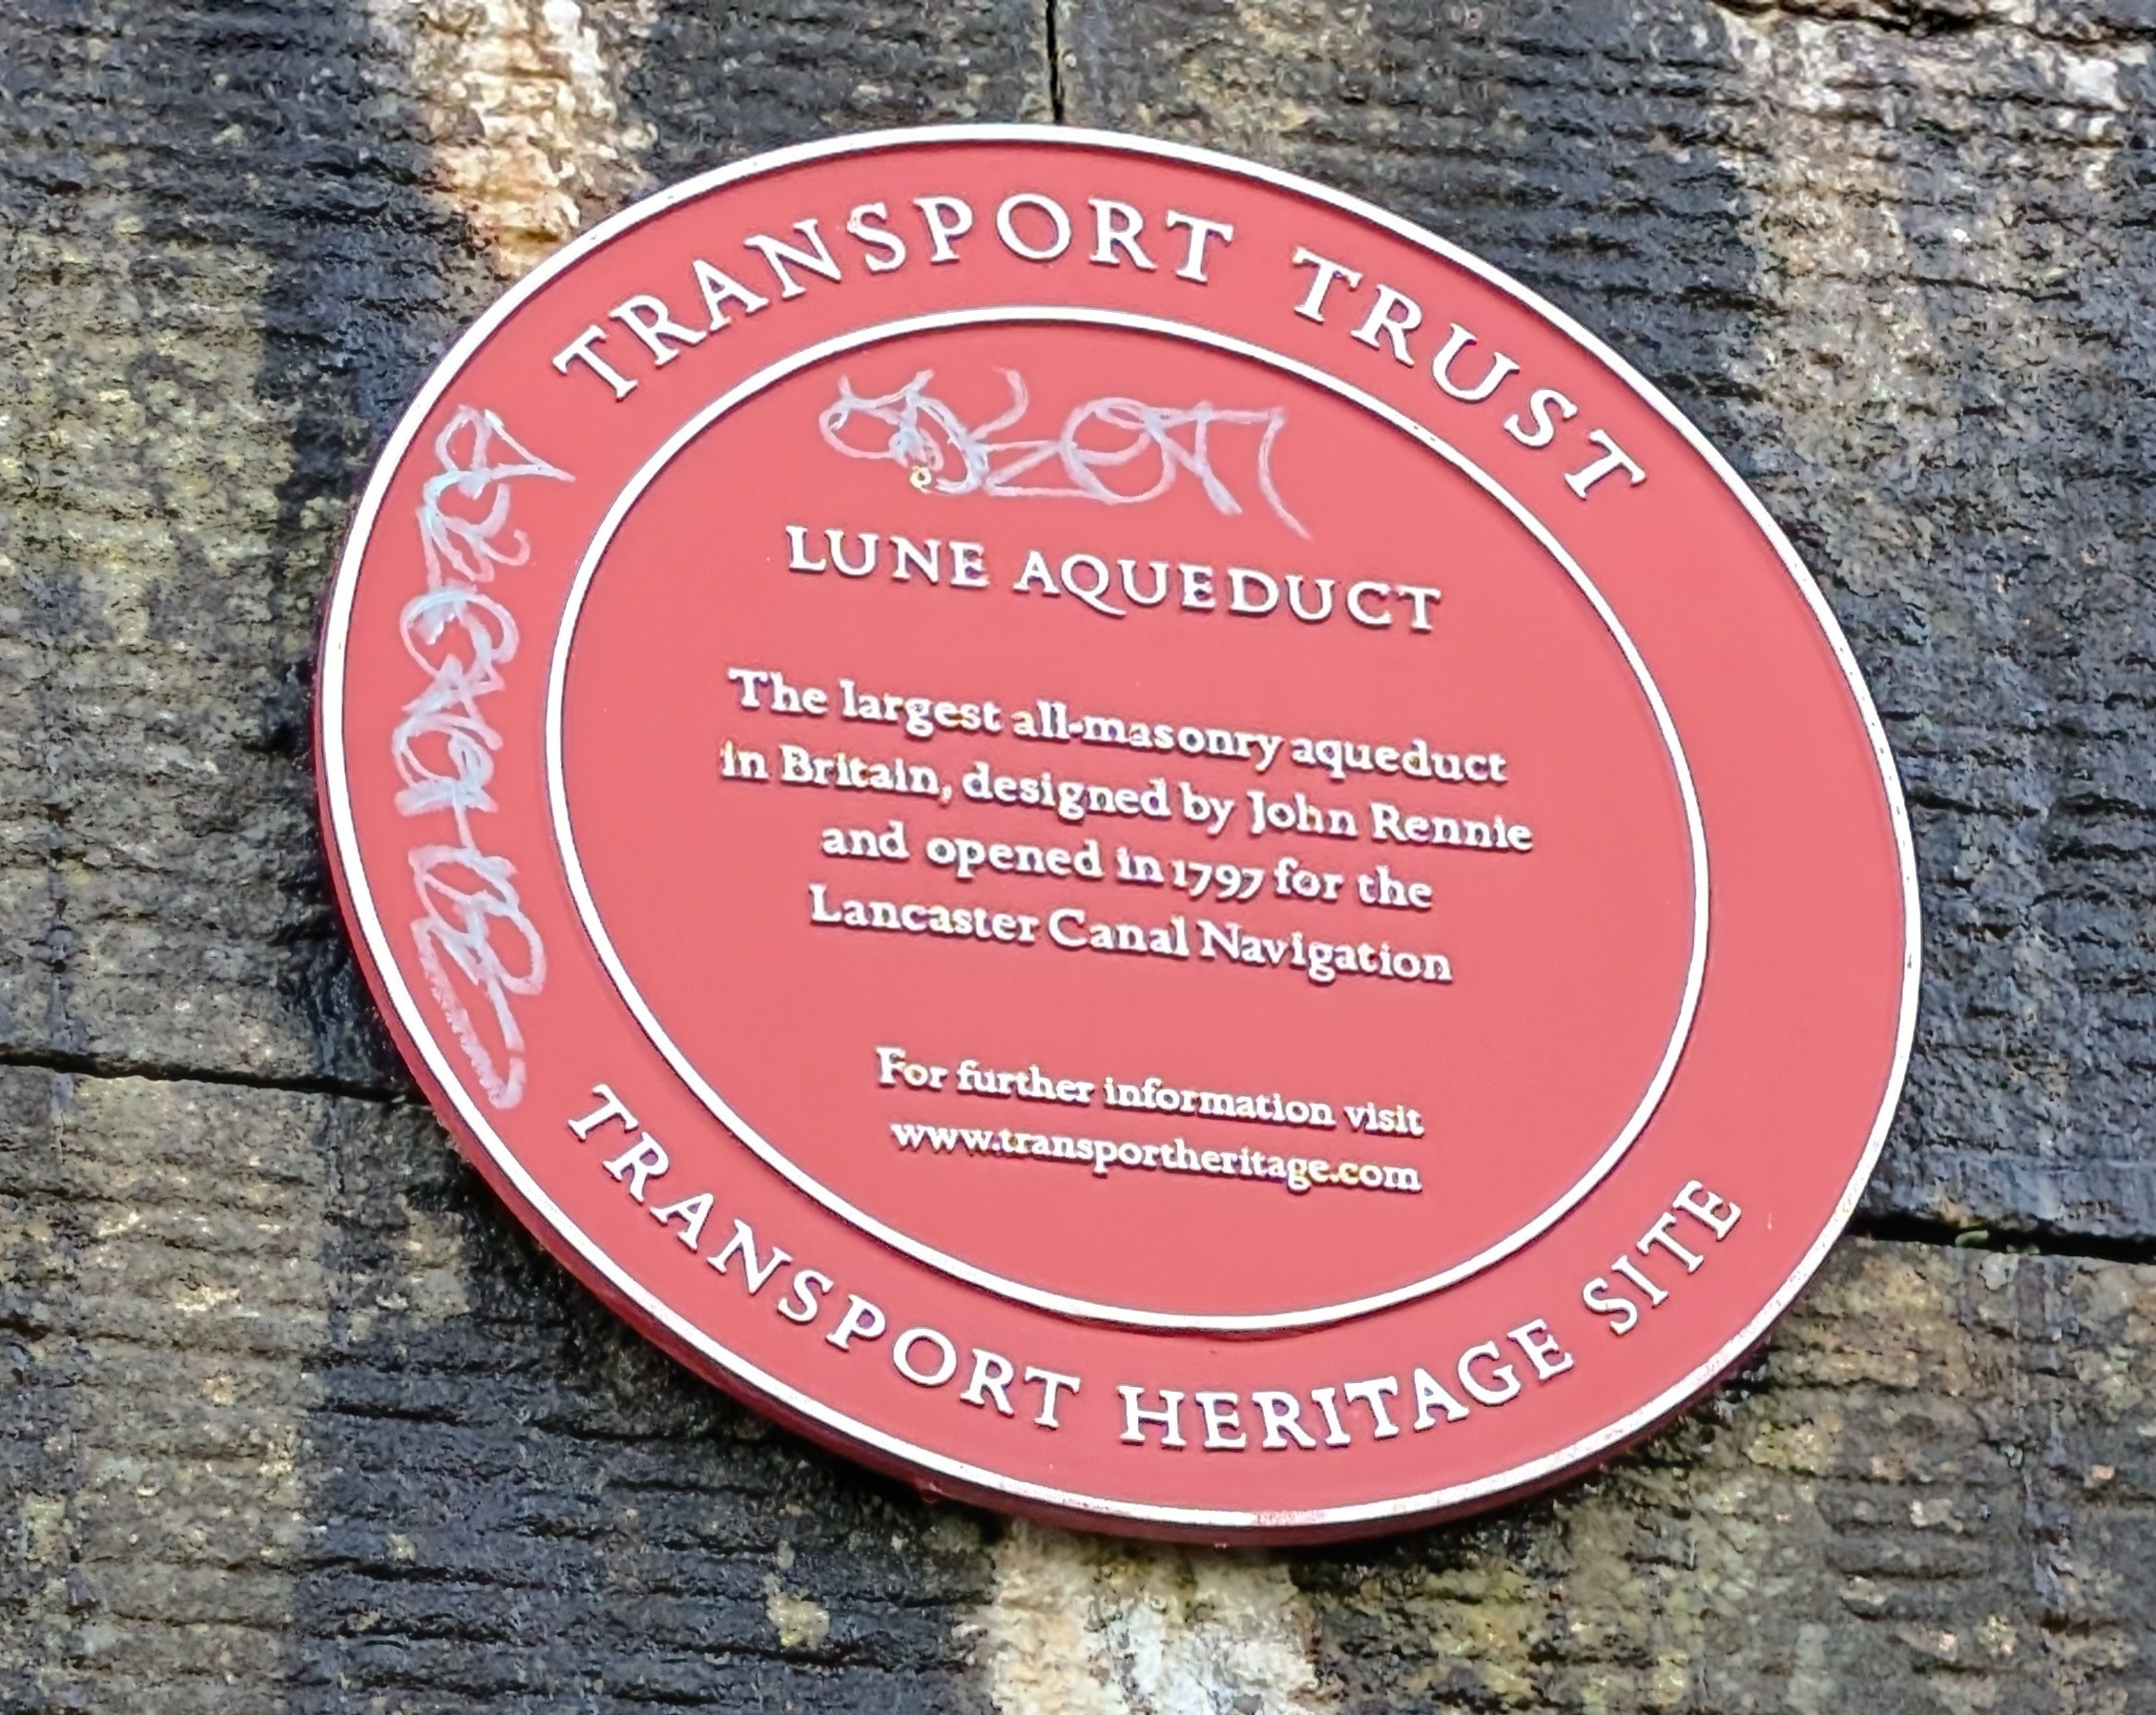 TRANSPORT TRUST
LUNE AQUEDUCT
The largest all-masonry aqueduct
in Britain, designed by John Rennie
and opened in 1797 for the
Lancaster Canal Navigation
For further information visit
www.transportheritage.com
TRANSPORT HERITAGE SITE